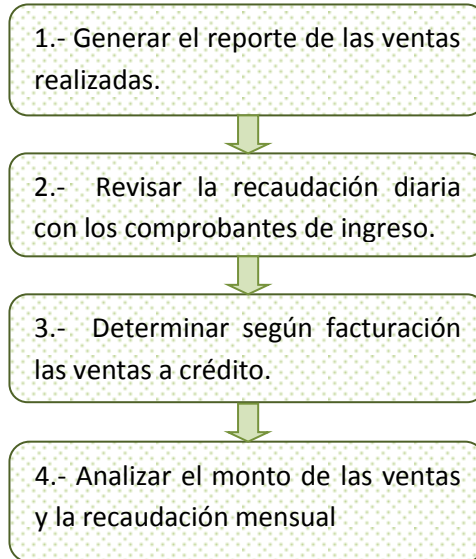 1.- Generar el reporte de las ventas
realizadas.
2.- Revisar la recaudación diaria
con los comprobantes de ingreso.
3.- Determinar según facturación
las ventas a crédito.
4.- Analizar el monto de las ventas
y la recaudación mensual